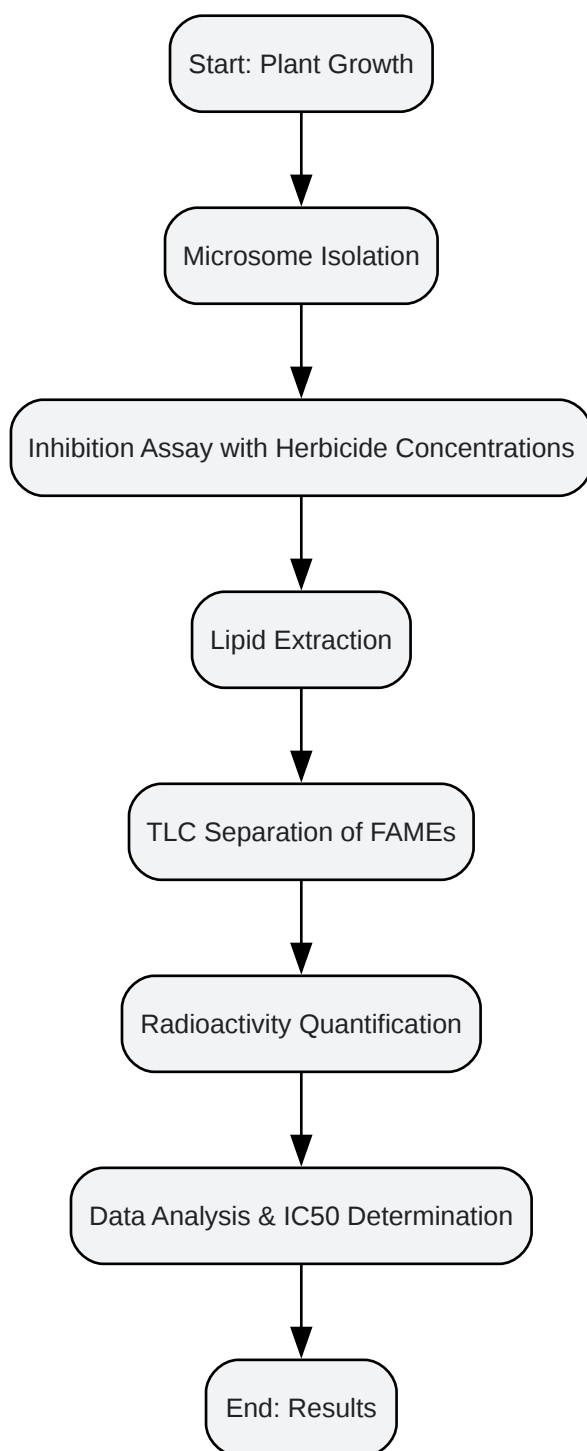 Start: Plant Growth
Microsome Isolation
Inhibition Assay with Herbicide Concentrations
Lipid Extraction
TLC Separation of FAMEs
Radioactivity Quantification
Data Analysis & IC50 Determination
End: Results